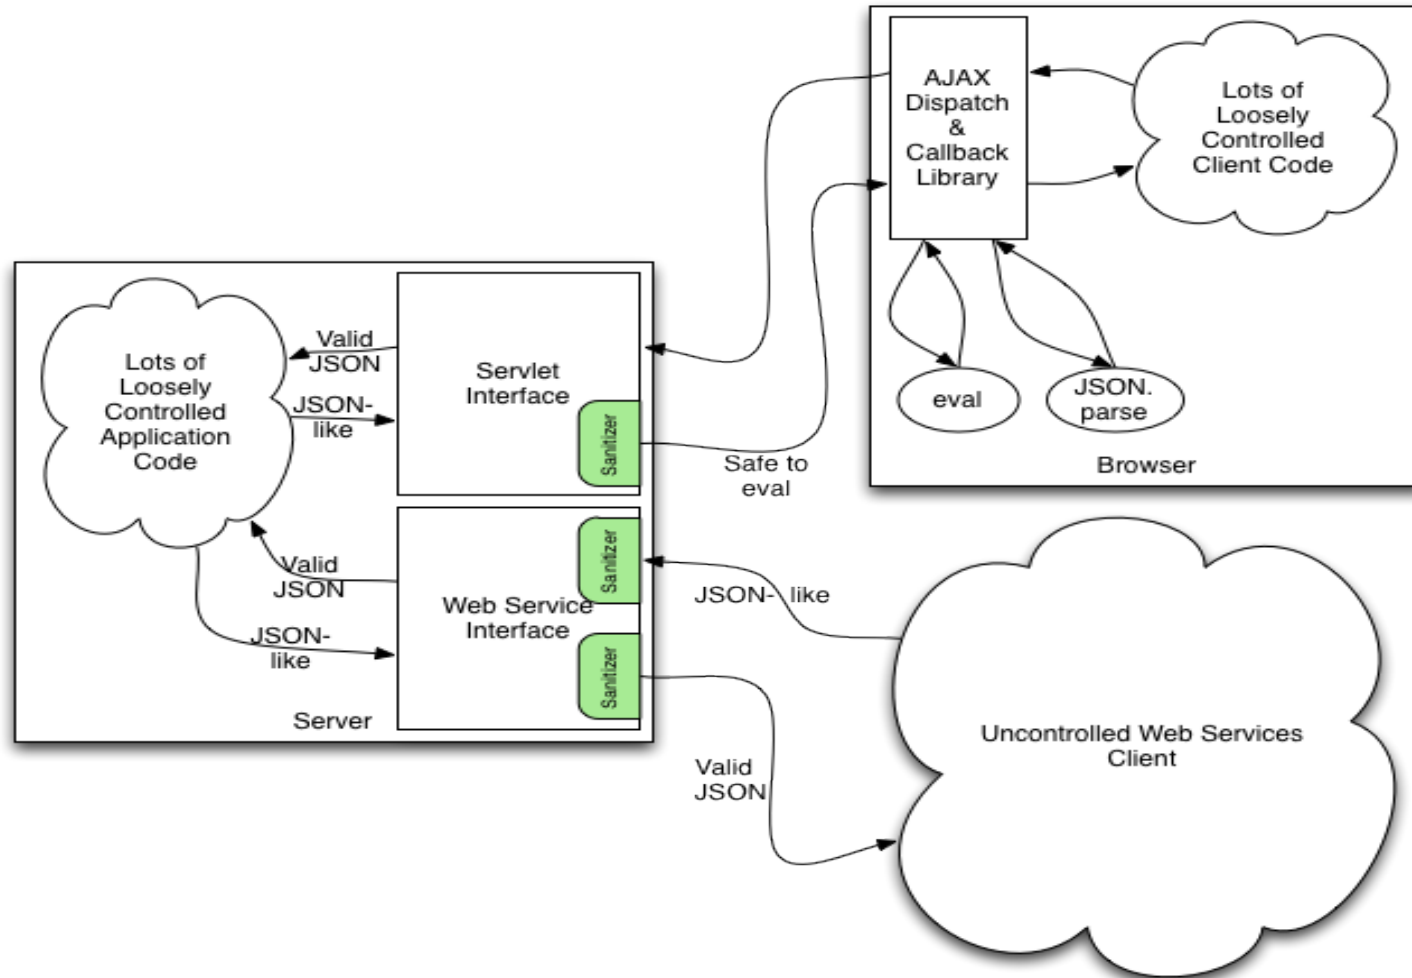 AJAX
Dispatch
&
Callback
Library
Lots of
Loosely
Controlled
Client Code
eval
JSON.
parse
Browser
Lots of
Loosely
Controlled
Application
Code
Valid
JSON
JSON-
like
Servlet
Interface
Sanitizer
Safe to
eval
Valid
JSON
JSON-
like
Web Service
Interface
Sanitizer
Sanitizer
Server
JSON- like
Valid
JSON
Uncontrolled Web Services
Client